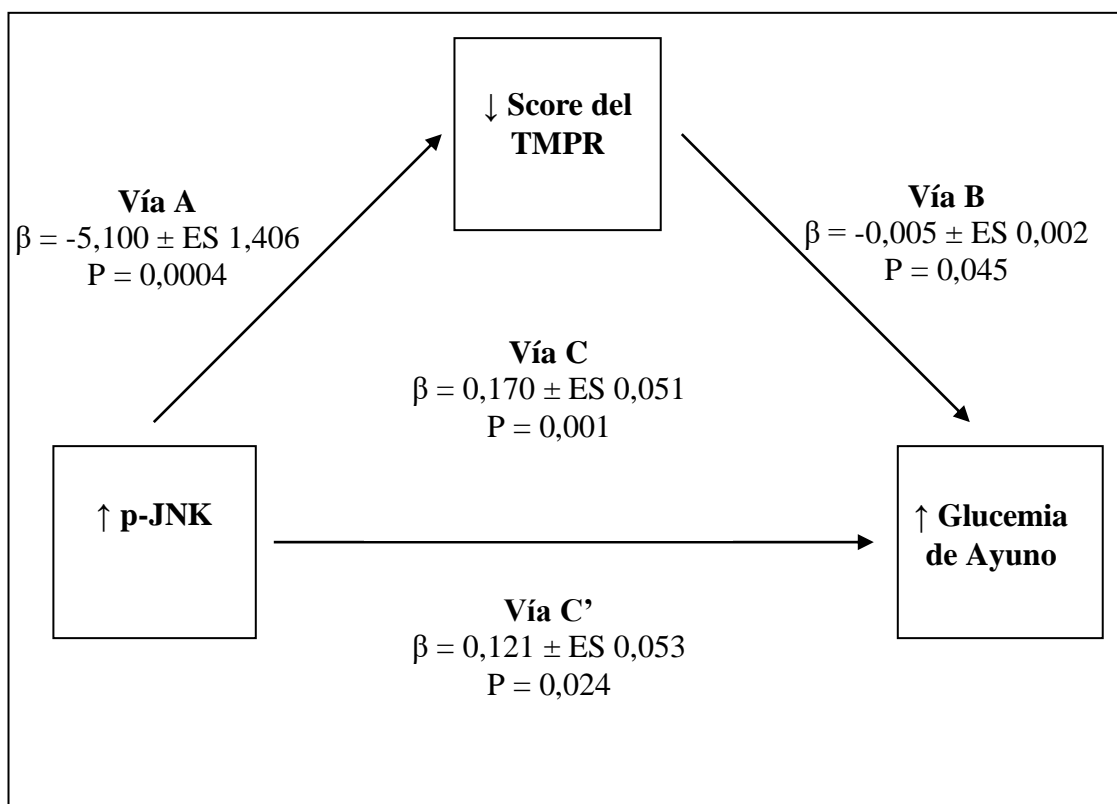 ↓ Score del
TMPR
Vía A
β = -5,100 ± ES 1,406
P = 0,0004
Vía B
β = -0,005 ± ES 0,002
P = 0,045
Vía C
β = 0,170 ± ES 0,051
P = 0,001
↑ p-JNK
↑ Glucemia
de Ayuno
Vía C’
β = 0,121 ± ES 0,053
P = 0,024